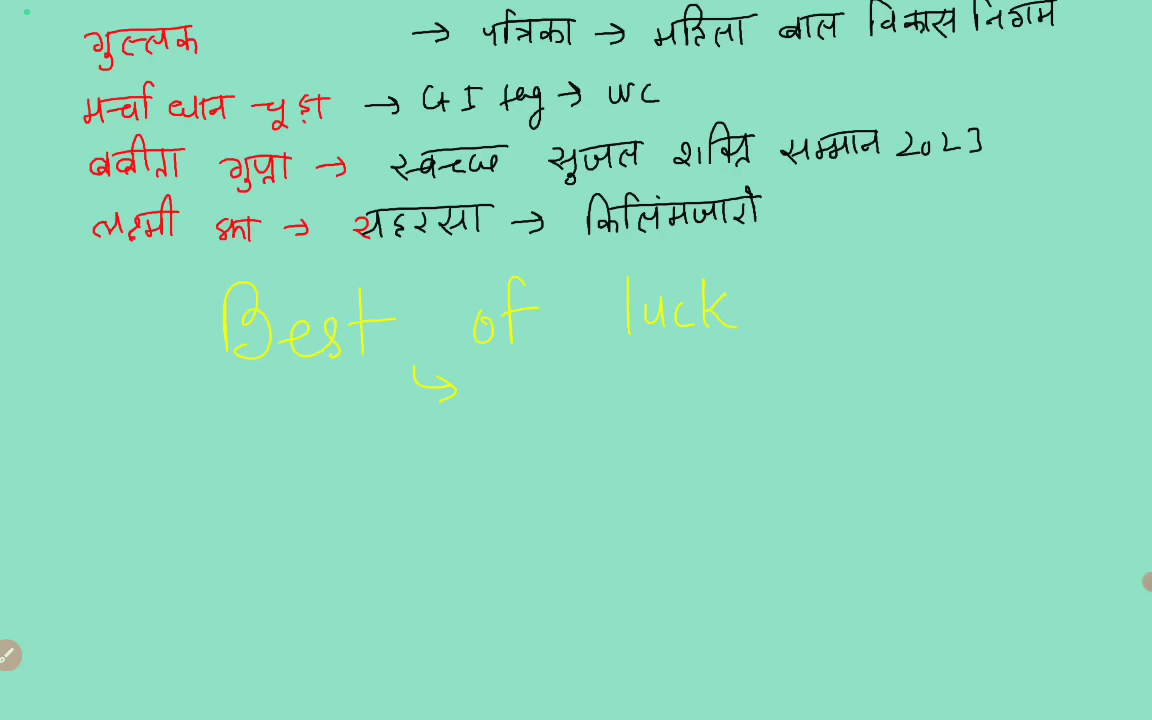 गुल्लक → पत्रिका → महिला बाल विकास निगम
मर्चा धान चूड़ा → GI tag → WC
बबीता गुप्ता → स्वच्छ सुजल शक्ति सम्मान 2023
लक्ष्मी झा → सहरसा → किलिंमजारो
Best of luck
↳